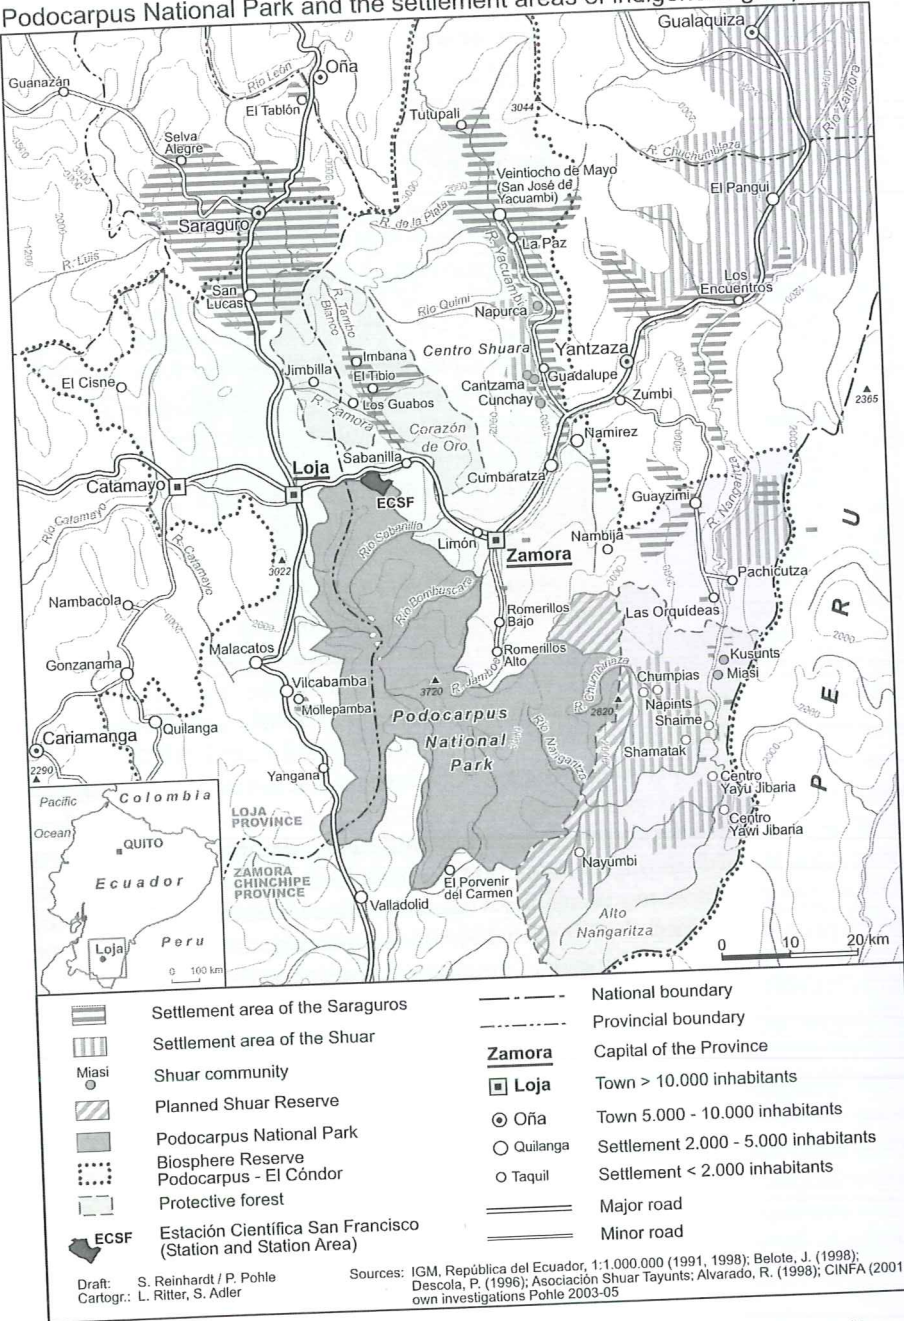 Podocarpus National Park and the settlement areas of
Gualaquiza
Guanazán
Oña
Río León
El Tablón
Tutupali
3044
Río Zamora
Selva
Alegre
R. Chuchumbleza
Veintiocho de Mayo
(San José de
Yacuambi)
El Pangui
Saraguro
R. de la Plata
La Paz
R. Luis
R. Yacuambi
San
Lucas
Los
Encuentros
R. Tambo
Blanco
Río Quimi
Napurca
Centro Shuara
Yantzaza
Imbana
Jimbilla
El Tibio
Guadalupe
El Cisne
Cantzama
Cunchay
Zumbi
2365
Los Guabos
R. Zamora
Corazón
de Oro
Namirez
Sabanilla
Loja
Cumbaratza
Catamayo
ECSF
Guayzimi
R. Nangaritza
Río Catamayo
Río Sabanilla
Limón
Zamora
Nambija
R. Catamayo
3022
Pachicutza
Río Bombuscara
Nambacola
Las Orquídeas
Romerillos
Bajo
Malacatos
Romerillos
Alto
Kusunts
Gonzanama
Miasi
Vilcabamba
R. Jamboe
Chumpias
3720
Mollepamba
Napints
2820
Podocarpus
National
Park
Shaime
Quilanga
Cariamanga
Shamatak
2290
Yangana
Centro
Yayu Jibaria
Centro
Yawi Jibaria
LOJA
PROVINCE
ZAMORA
CHINCHIPE
PROVINCE
Nayumbi
El Porvenir
del Carmen
Valladolid
Alto
Nangaritza
PERU
0 10 20 km
Pacific
Ocean
Colombia
QUITO
Ecuador
Loja
Peru
0 100 km
Settlement area of the Saraguros
Settlement area of the Shuar
Miasi
Shuar community
Planned Shuar Reserve
Podocarpus National Park
Biosphere Reserve
Podocarpus - El Cóndor
Protective forest
ECSF Estación Científica San Francisco
(Station and Station Area)
National boundary
Provincial boundary
Zamora Capital of the Province
Loja Town > 10.000 inhabitants
Oña Town 5.000 - 10.000 inhabitants
Quilanga Settlement 2.000 - 5.000 inhabitants
Taquil Settlement < 2.000 inhabitants
Major road
Minor road
Draft: S. Reinhardt / P. Pohle
Cartogr.: L. Ritter, S. Adler
Sources: IGM, República del Ecuador, 1:1.000.000 (1991, 1998); Belote, J. (1998);
Descola, P. (1996); Asociación Shuar Tayunts; Alvarado, R. (1998); CINFA (2001
own investigations Pohle 2003-05